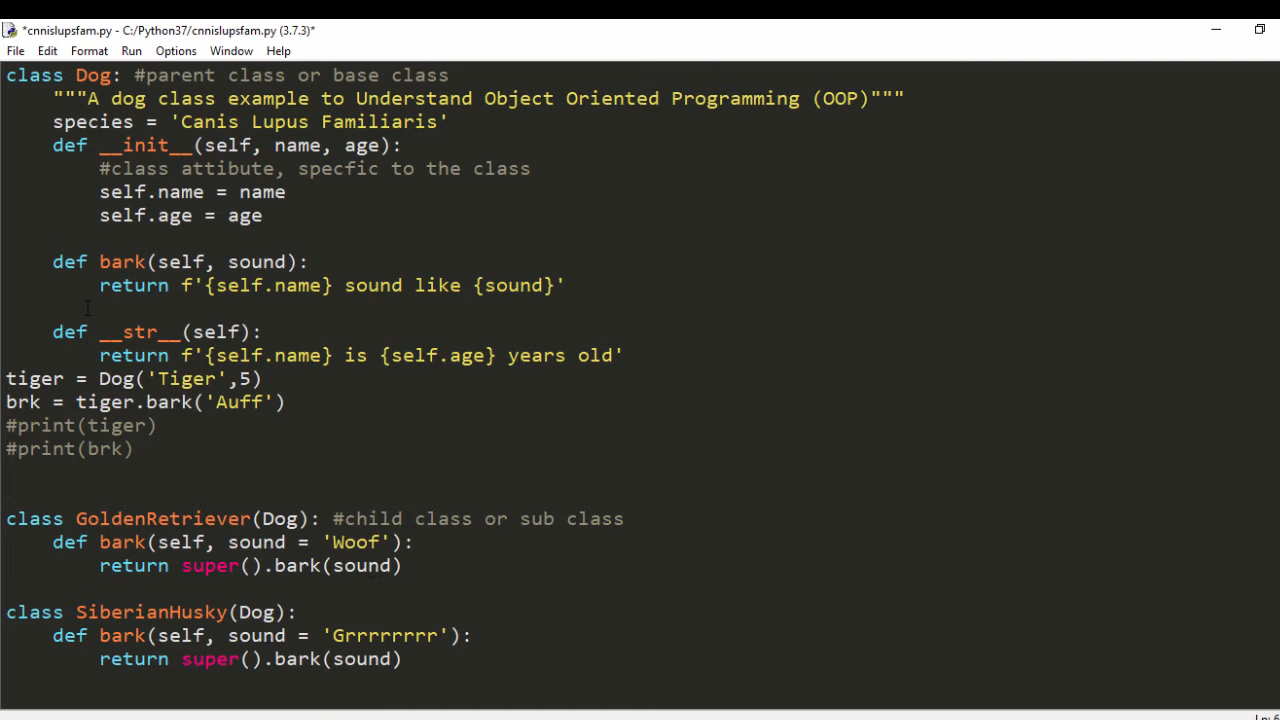 *cnnislupsfam.py - C:/Python37/cnnislupsfam.py (3.7.3)*
File Edit Format Run Options Window Help
class Dog: #parent class or base class
    """A dog class example to Understand Object Oriented Programming (OOP)"""
    species = 'Canis Lupus Familiaris'
    def __init__(self, name, age):
        #class attibute, specfic to the class
        self.name = name
        self.age = age
    def bark(self, sound):
        return f'{self.name} sound like {sound}'
    def __str__(self):
        return f'{self.name} is {self.age} years old'
tiger = Dog('Tiger',5)
brk = tiger.bark('Auff')
#print(tiger)
#print(brk)
class GoldenRetriever(Dog): #child class or sub class
    def bark(self, sound = 'Woof'):
        return super().bark(sound)
class SiberianHusky(Dog):
    def bark(self, sound = 'Grrrrrrrr'):
        return super().bark(sound)